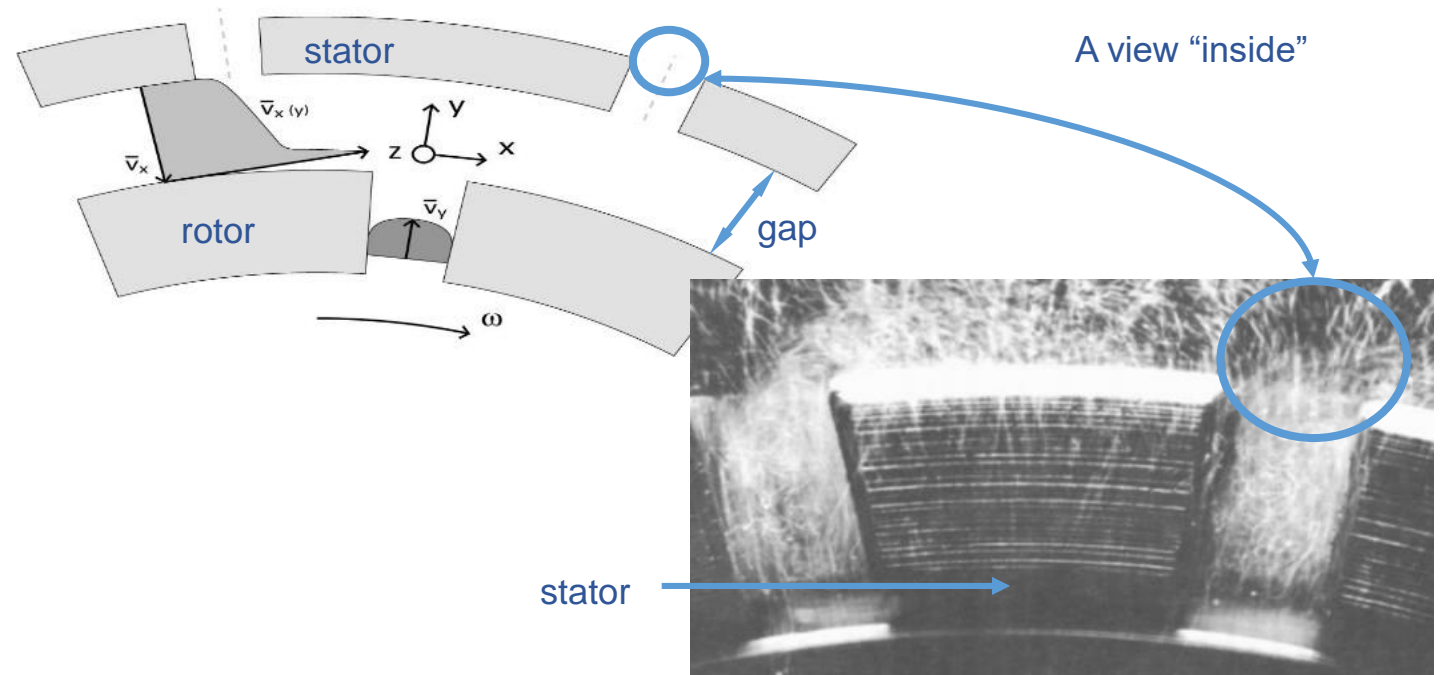 stator
A view “inside”
v̅ₓ (y)
y
z
x
v̅ₓ
rotor
v̅ᵧ
gap
ω
stator